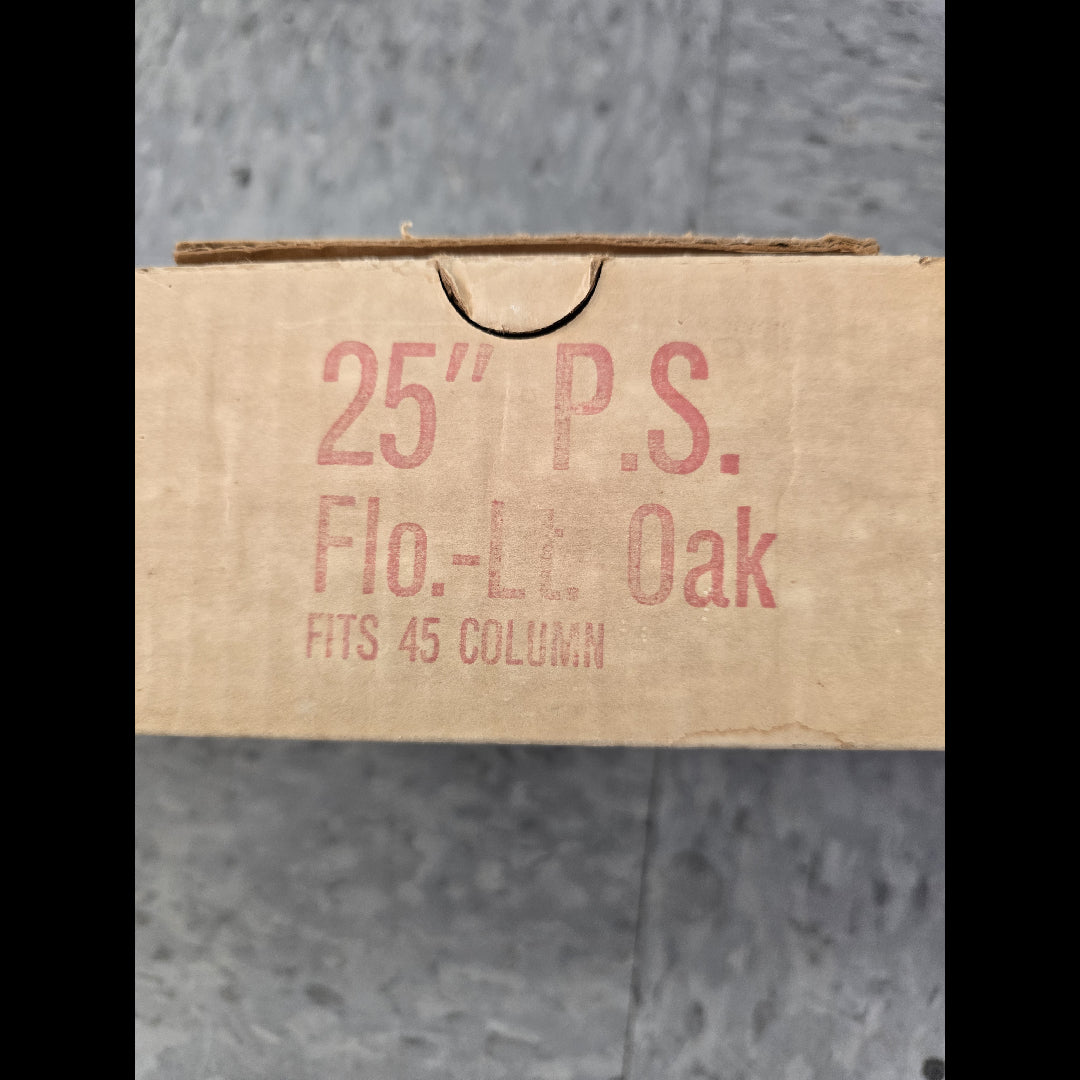 25" P.S.
Flo.-Lt. Oak
FITS 45 COLUMN